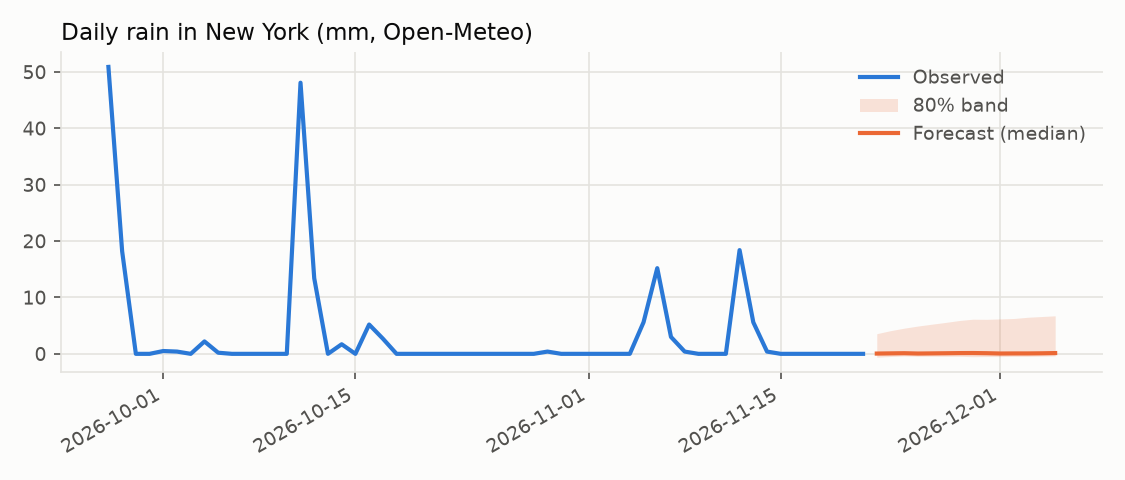 Daily rain in New York (mm, Open-Meteo)
50
40
30
20
10
0
Observed
80% band
Forecast (median)
2026-10-01
2026-10-15
2026-11-01
2026-11-15
2026-12-01